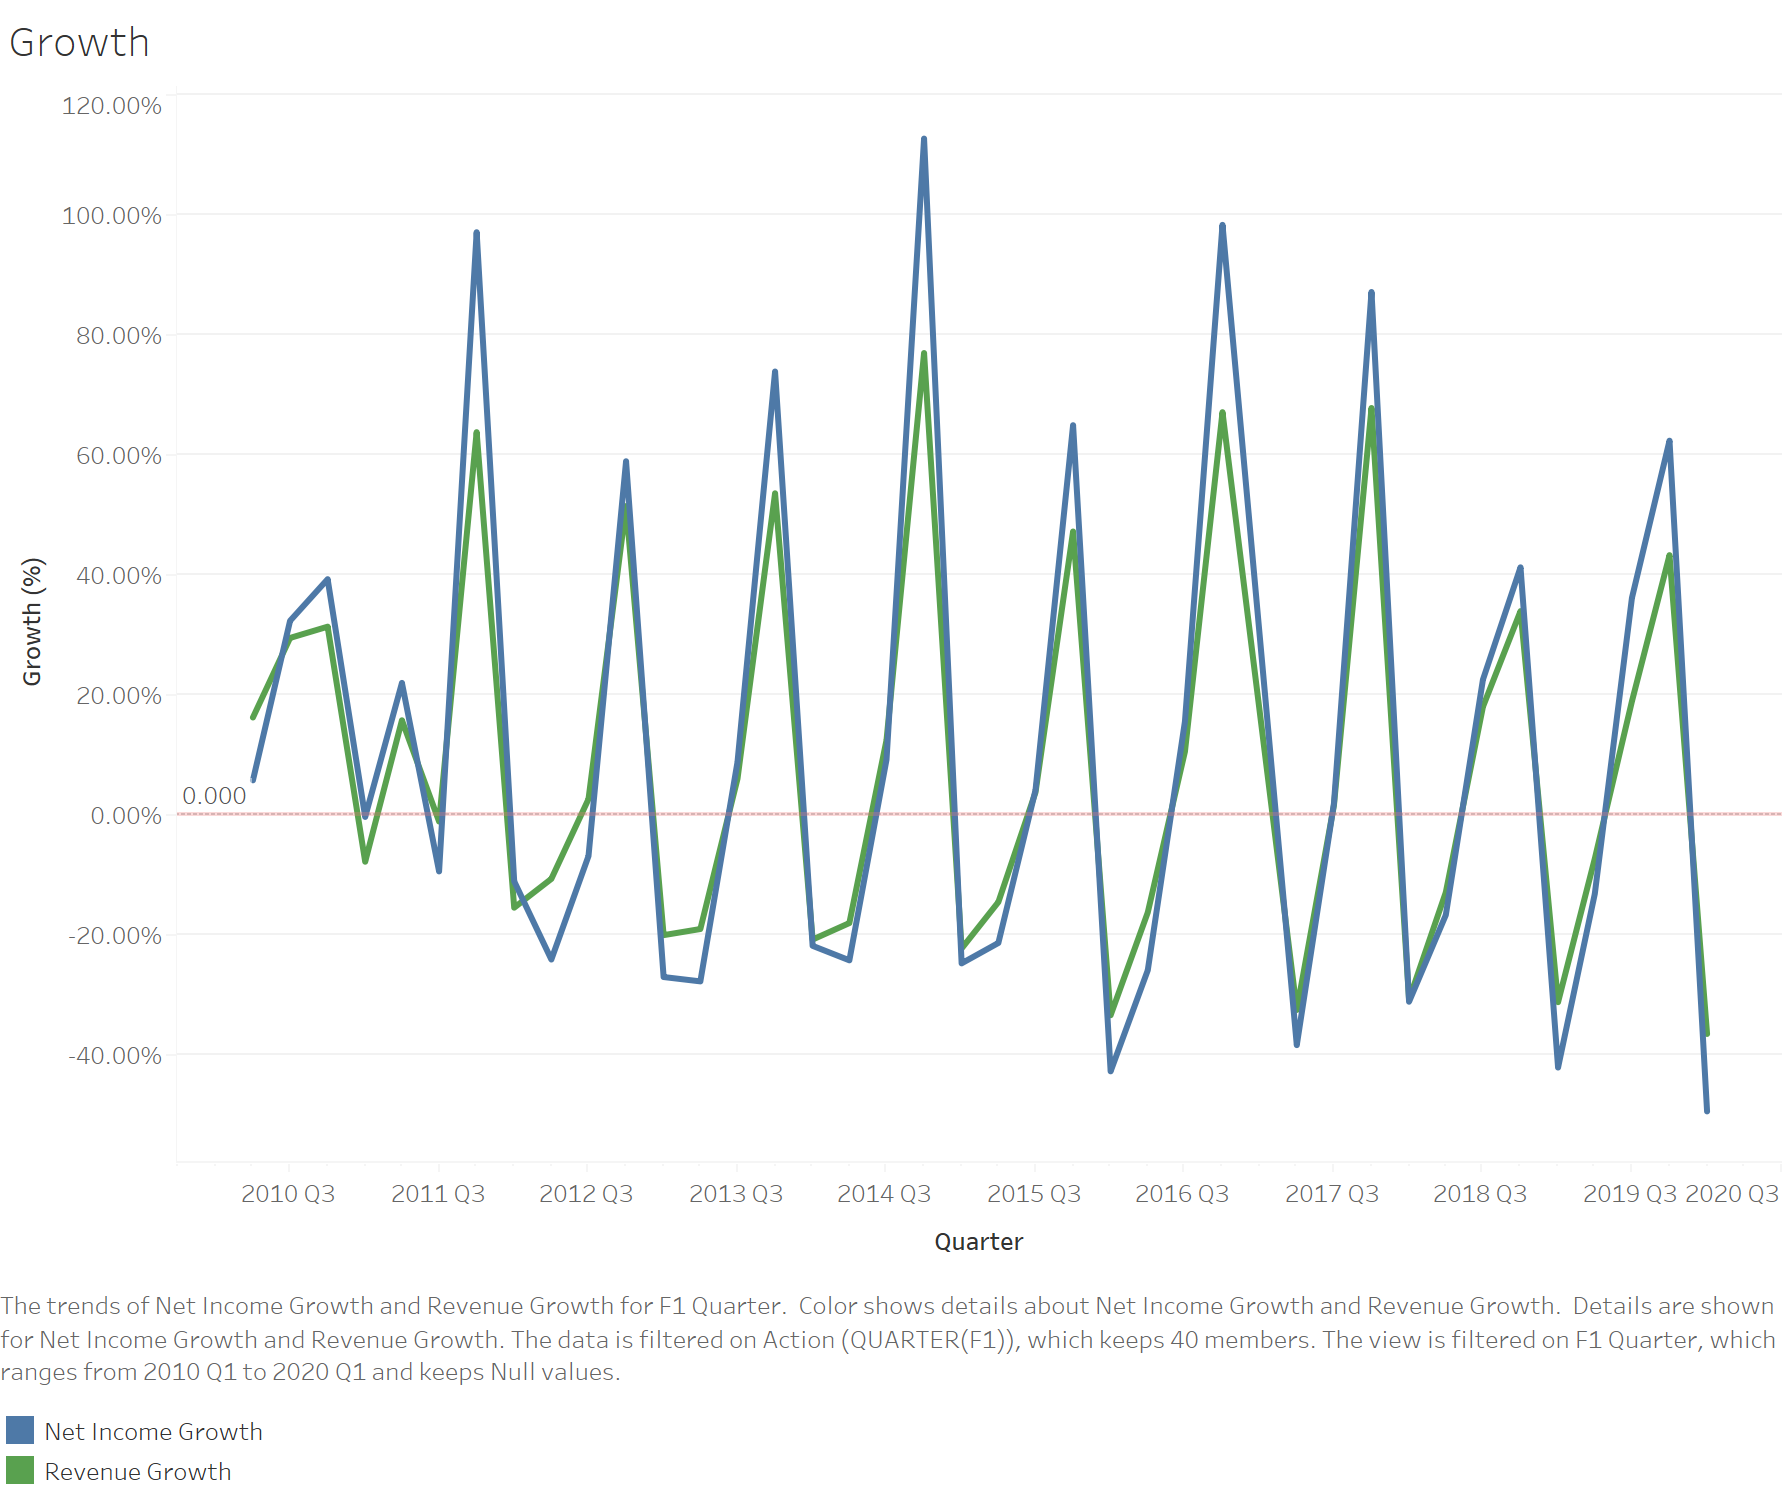 Growth
120.00%
100.00%
80.00%
60.00%
40.00%
20.00%
0.000
0.00%
-20.00%
-40.00%
Growth (%)
2010 Q3 2011 Q3 2012 Q3 2013 Q3 2014 Q3 2015 Q3 2016 Q3 2017 Q3 2018 Q3 2019 Q3 2020 Q3
Quarter
The trends of Net Income Growth and Revenue Growth for F1 Quarter.  Color shows details about Net Income Growth and Revenue Growth.  Details are shown
for Net Income Growth and Revenue Growth. The data is filtered on Action (QUARTER(F1)), which keeps 40 members. The view is filtered on F1 Quarter, which
ranges from 2010 Q1 to 2020 Q1 and keeps Null values.
Net Income Growth
Revenue Growth